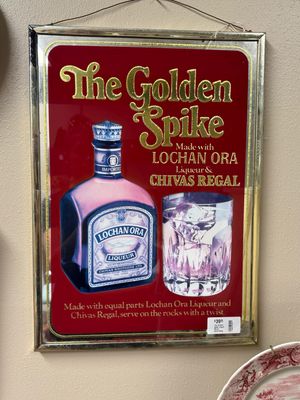 The Golden
Spike
Made with
LOCHAN ORA
Liqueur &
CHIVAS REGAL
IMPORTED
LOCHAN ORA
LIQUEUR
Made with equal parts Lochan Ora Liqueur and
Chivas Regal, serve on the rocks with a twist